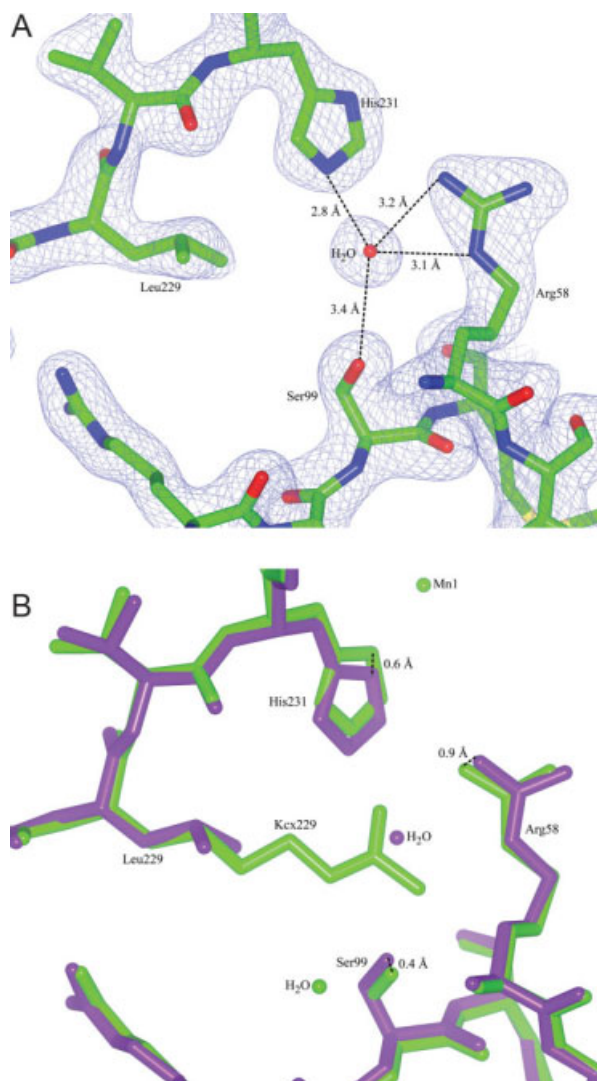 A
His231
3.2 Å
2.8 Å
H₂O
3.1 Å
Leu229
Arg58
3.4 Å
Ser99
B
Mn1
0.6 Å
His231
0.9 Å
Kcx229
H₂O
Leu229
Arg58
Ser99
0.4 Å
H₂O